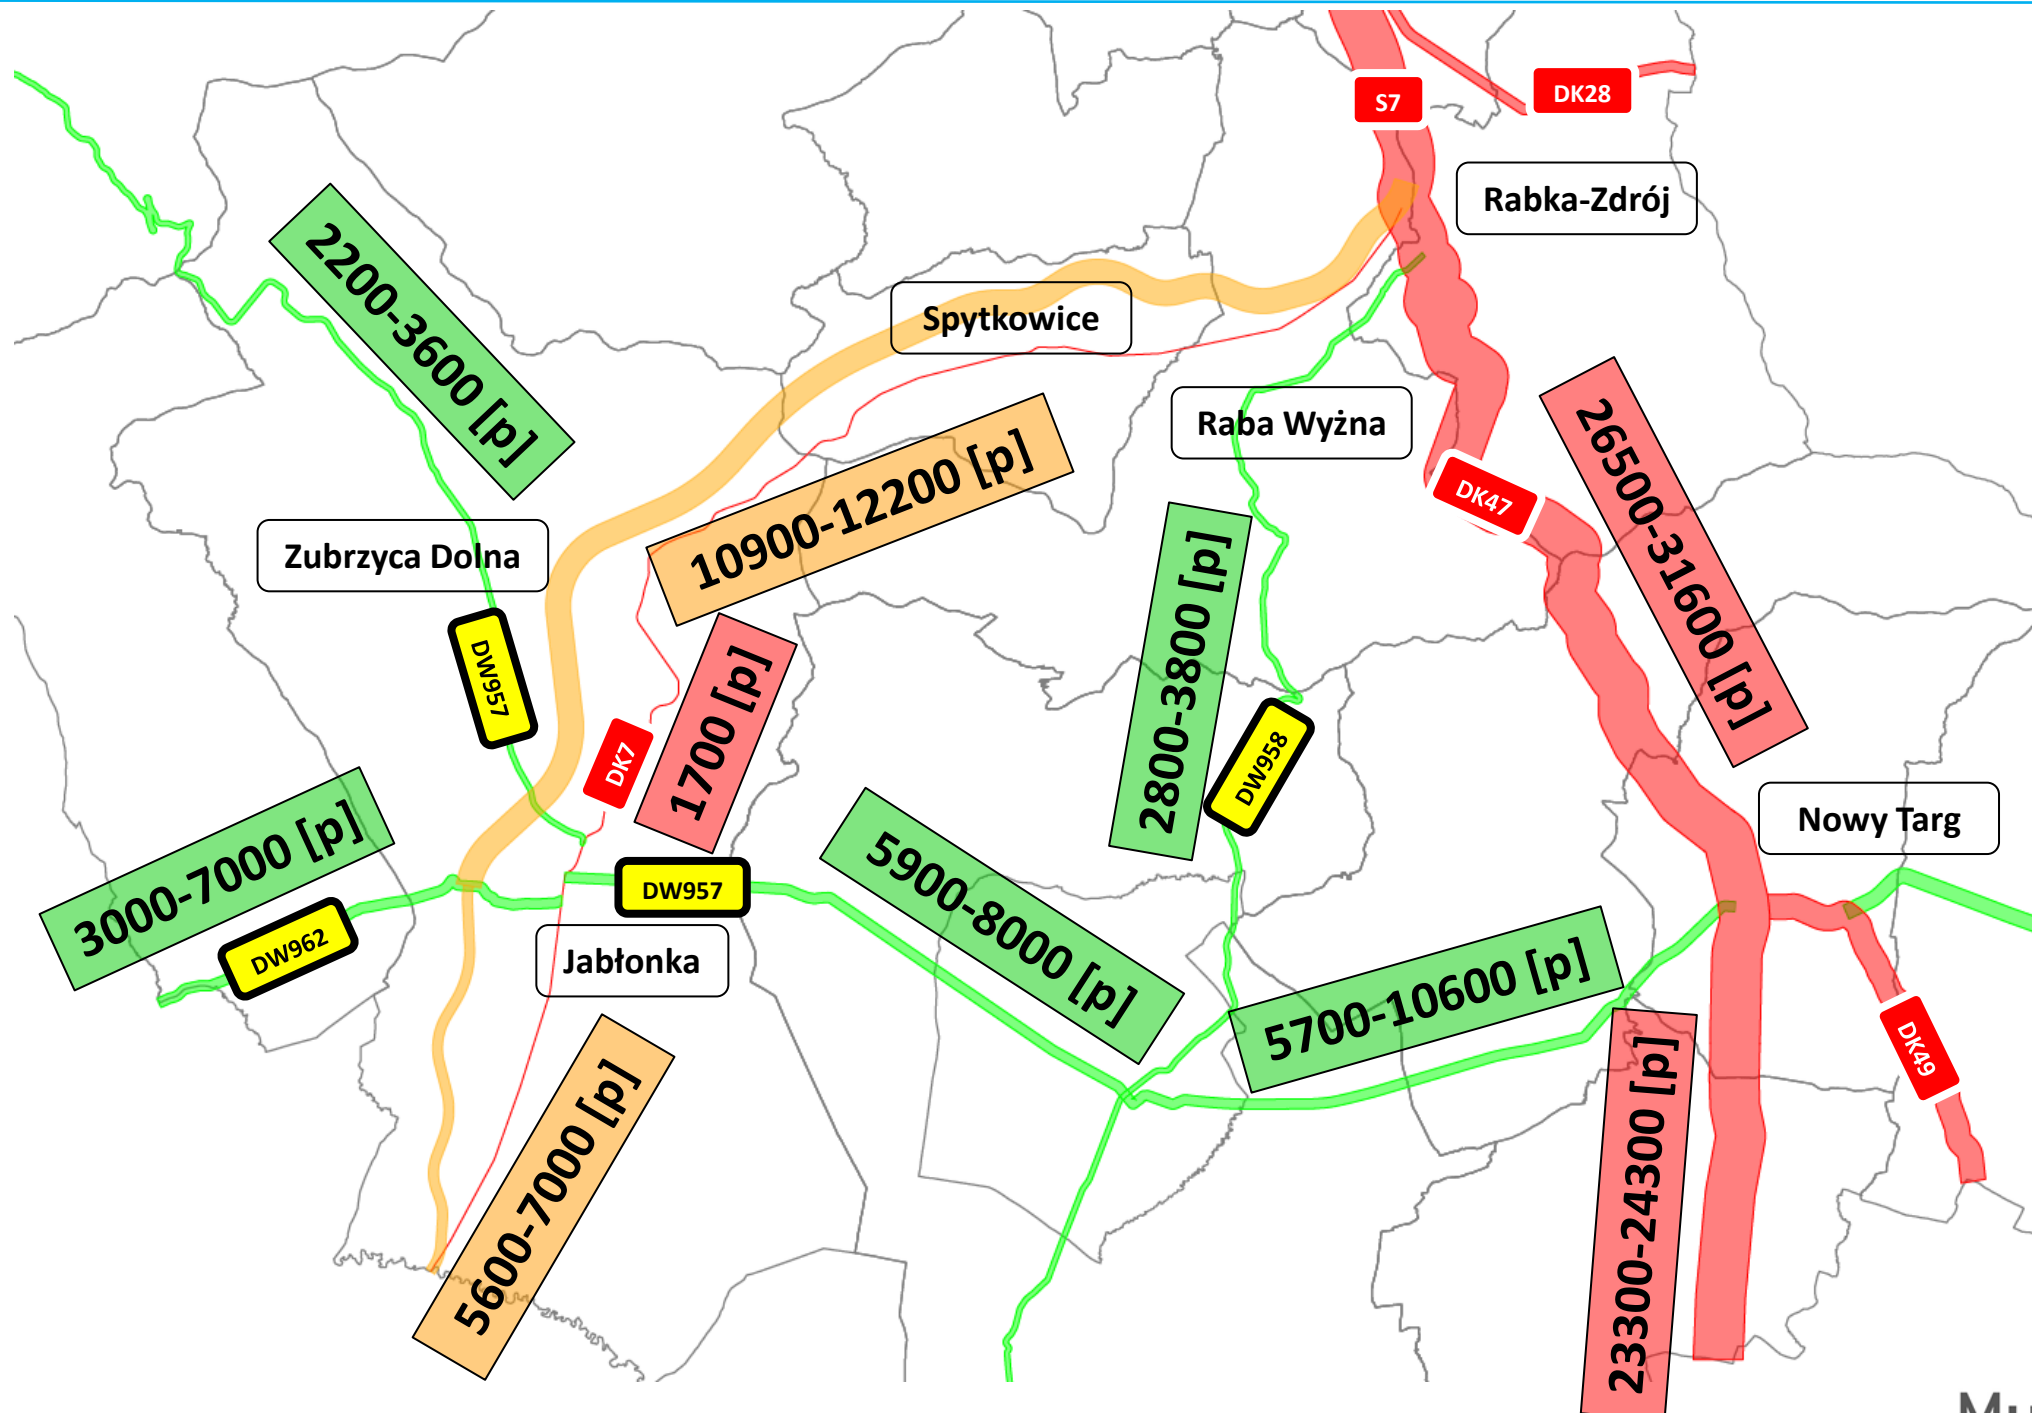 S7
DK28
Rabka-Zdrój
2200-3600 [p]
Spytkowice
Raba Wyżna
26500-31600 [p]
DK47
10900-12200 [p]
Zubrzyca Dolna
2800-3800 [p]
DW957
1700 [p]
DK7
DW958
Nowy Targ
3000-7000 [p]
5900-8000 [p]
DW957
DW962
Jabłonka
5700-10600 [p]
DK49
5600-7000 [p]
23300-24300 [p]